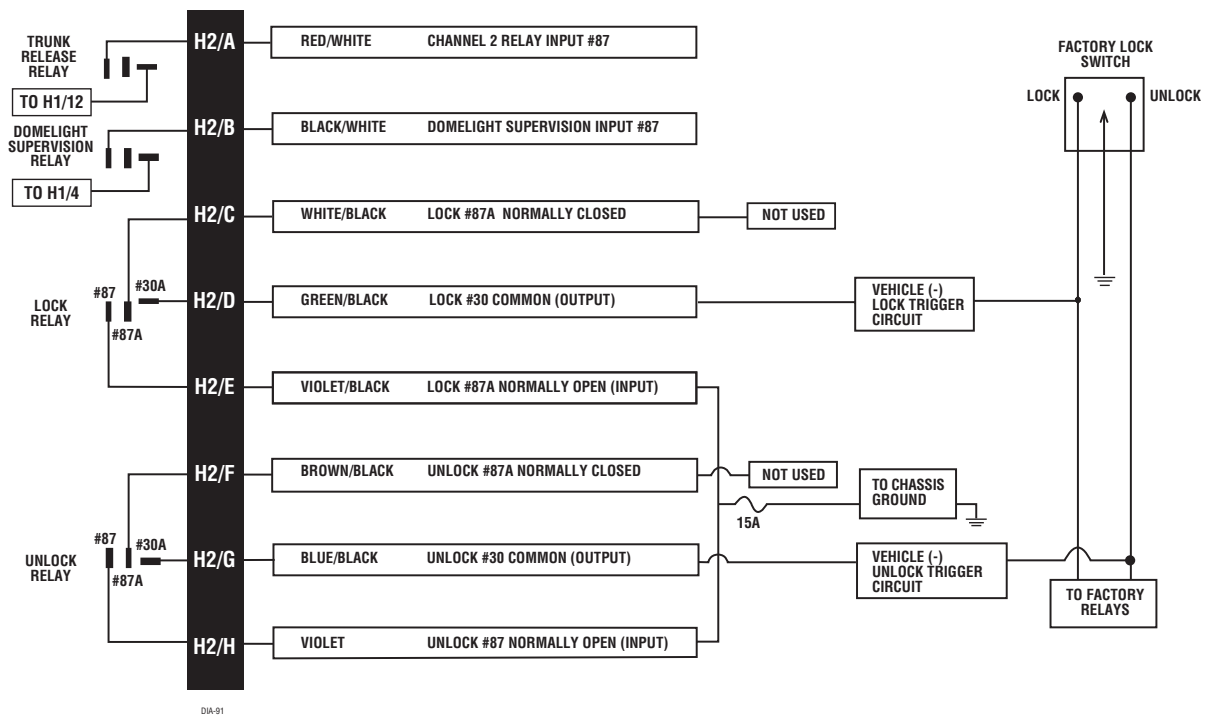 TRUNK
RELEASE
RELAY
TO H1/12
H2/A
RED/WHITE CHANNEL 2 RELAY INPUT #87
DOMELIGHT
SUPERVISION
RELAY
TO H1/4
H2/B
BLACK/WHITE DOMELIGHT SUPERVISION INPUT #87
FACTORY LOCK
SWITCH
LOCK
UNLOCK
H2/C
WHITE/BLACK LOCK #87A NORMALLY CLOSED
NOT USED
LOCK
RELAY
#87
#30A
#87A
H2/D
GREEN/BLACK LOCK #30 COMMON (OUTPUT)
VEHICLE (-)
LOCK TRIGGER
CIRCUIT
H2/E
VIOLET/BLACK LOCK #87A NORMALLY OPEN (INPUT)
H2/F
BROWN/BLACK UNLOCK #87A NORMALLY CLOSED
NOT USED
15A
TO CHASSIS
GROUND
UNLOCK
RELAY
#87
#30A
#87A
H2/G
BLUE/BLACK UNLOCK #30 COMMON (OUTPUT)
VEHICLE (-)
UNLOCK TRIGGER
CIRCUIT
TO FACTORY
RELAYS
H2/H
VIOLET UNLOCK #87 NORMALLY OPEN (INPUT)
DIA-91